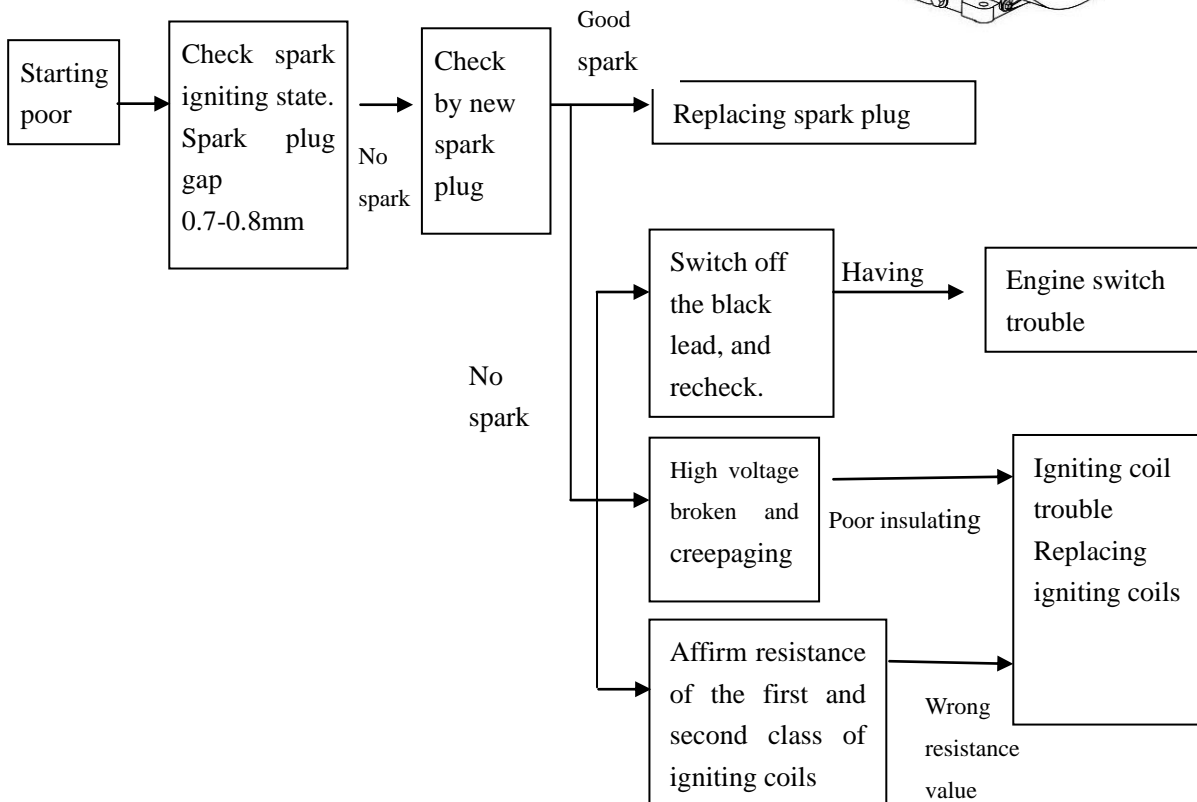 Starting
poor
Check spark
igniting state.
Spark plug
gap
0.7-0.8mm
No
spark
Check
by new
spark
plug
Good
spark
Replacing spark plug
No
spark
Switch off
the black
lead, and
recheck.
Having
Engine switch
trouble
High voltage
broken and
creepaging
Poor insulating
Igniting coil
trouble
Replacing
igniting coils
Affirm resistance
of the first and
second class of
igniting coils
Wrong
resistance
value